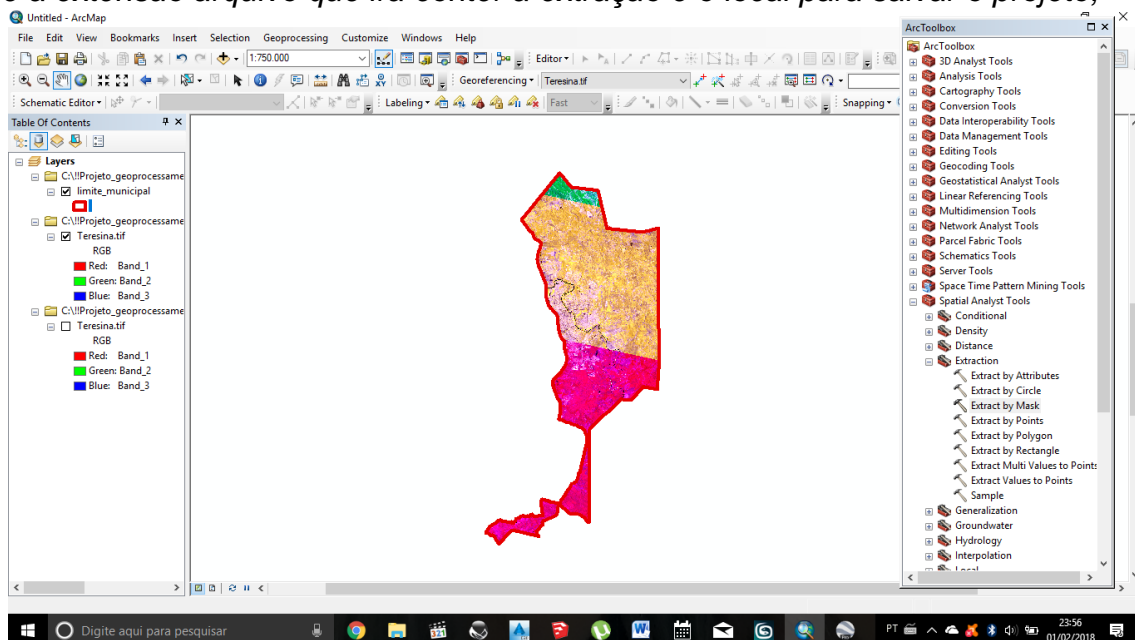 a extensão arquivo que irá conter a extração e o local para salvar o projeto,
Untitled - ArcMap
File Edit View Bookmarks Insert Selection Geoprocessing Customize Windows Help
1:750.000
Editor
Georeferencing Teresina.tif
Schematic Editor
Labeling
Fast
Snapping
Table Of Contents
Layers
C:\!!Projeto_geoprocessame
limite_municipal
C:\!!Projeto_geoprocessame
Teresina.tif
RGB
Red: Band_1
Green: Band_2
Blue: Band_3
C:\!!Projeto_geoprocessame
Teresina.tif
RGB
Red: Band_1
Green: Band_2
Blue: Band_3
ArcToolbox
ArcToolbox
3D Analyst Tools
Analysis Tools
Cartography Tools
Conversion Tools
Data Interoperability Tools
Data Management Tools
Editing Tools
Geocoding Tools
Geostatistical Analyst Tools
Linear Referencing Tools
Multidimension Tools
Network Analyst Tools
Parcel Fabric Tools
Schematics Tools
Server Tools
Space Time Pattern Mining Tools
Spatial Analyst Tools
Conditional
Density
Distance
Extraction
Extract by Attributes
Extract by Circle
Extract by Mask
Extract by Points
Extract by Polygon
Extract by Rectangle
Extract Multi Values to Points
Extract Values to Points
Sample
Generalization
Groundwater
Hydrology
Interpolation
Local
Digite aqui para pesquisar
PT
23:56
01/02/2018